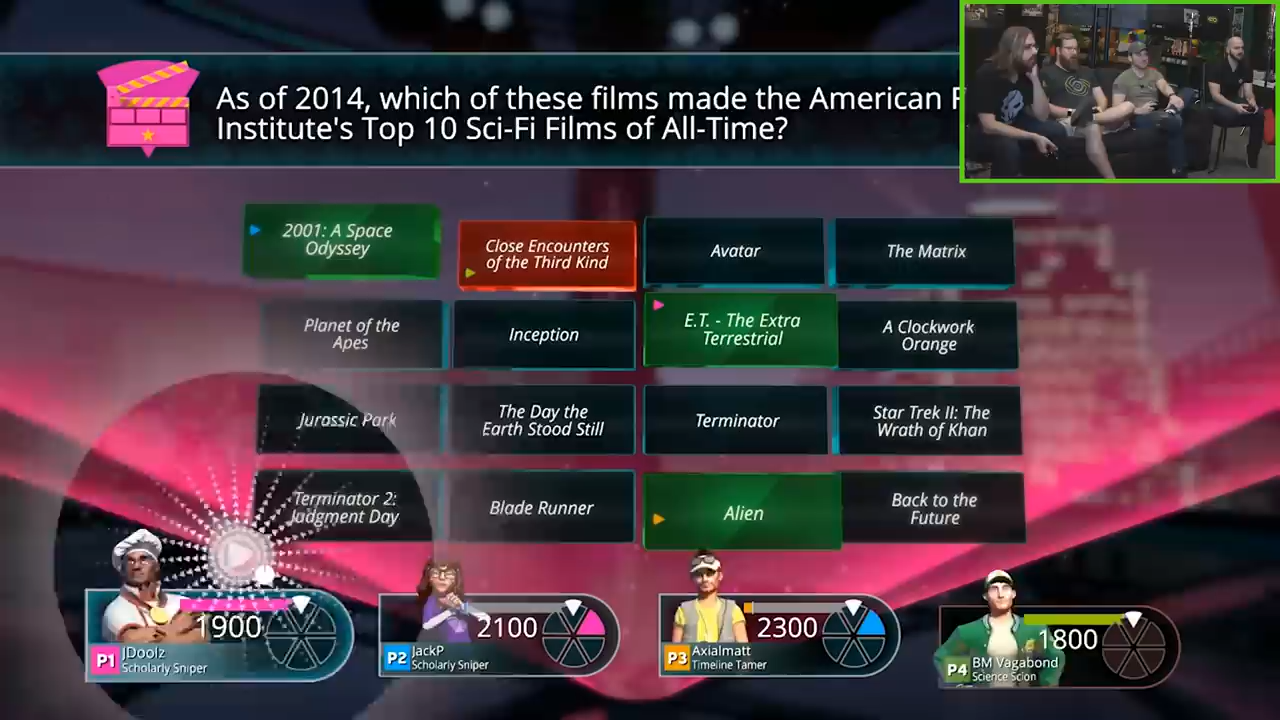 As of 2014, which of these films made the American
Institute's Top 10 Sci-Fi Films of All-Time?
2001: A Space
Odyssey
Close Encounters
of the Third Kind
Avatar
The Matrix
Planet of the
Apes
Inception
E.T. - The Extra
Terrestrial
A Clockwork
Orange
Jurassic Park
The Day the
Earth Stood Still
Terminator
Star Trek II: The
Wrath of Khan
Terminator 2:
Judgment Day
Blade Runner
Alien
Back to the
Future
1900
P1
JDoolz
Scholarly Sniper
2100
P2
JackP
Scholarly Sniper
2300
P3
Axialmatt
Timeline Tamer
1800
P4
BM Vagabond
Science Scion